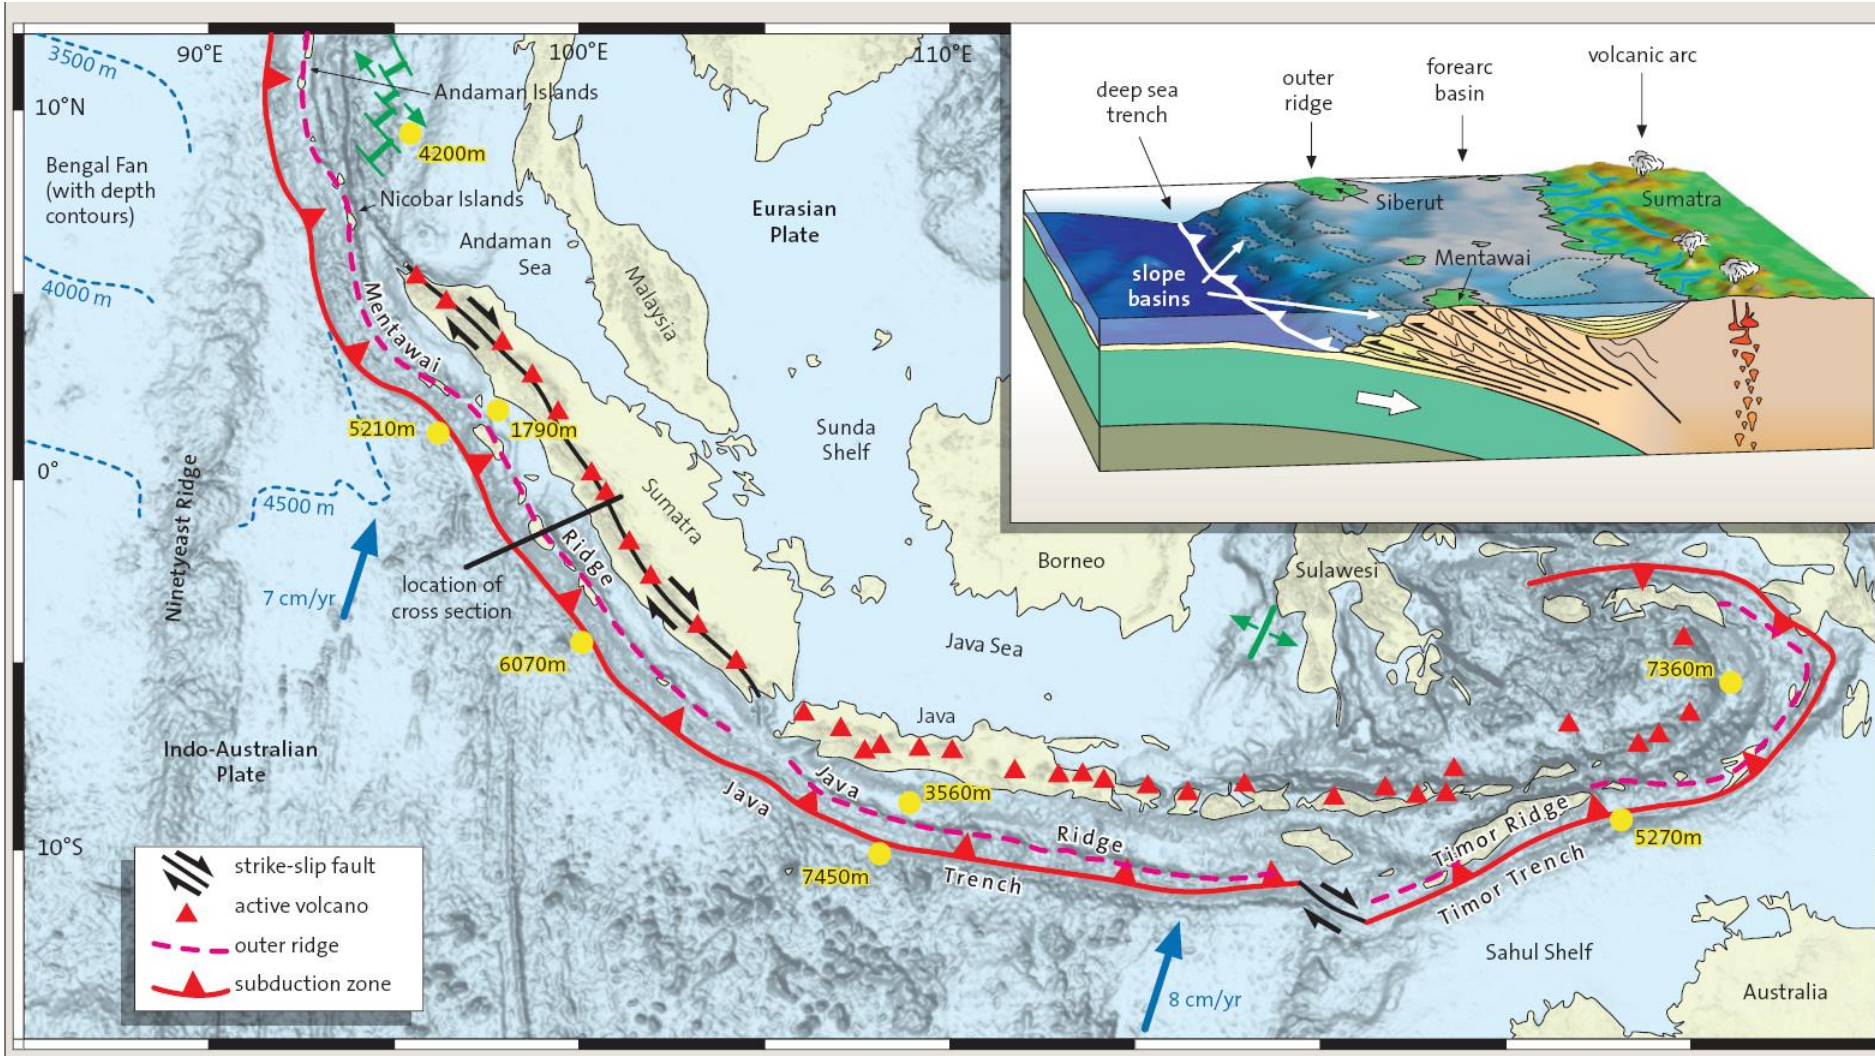 90°E
100°E
110°E
3500 m
10°N
Andaman Islands
4200m
Bengal Fan
(with depth
contours)
Nicobar Islands
Andaman
Sea
Eurasian
Plate
4000 m
Mentawai
Malaysia
5210m
1790m
Sunda
Shelf
0°
4500 m
Ninetyeast Ridge
Sumatra
Ridge
location of
cross section
7 cm/yr
Borneo
Sulawesi
6070m
Java Sea
7360m
Indo-Australian
Plate
Java
Java
Java
3560m
Ridge
Timor Ridge
5270m
10°S
7450m
Trench
Timor Trench
Sahul Shelf
8 cm/yr
Australia
strike-slip fault
active volcano
outer ridge
subduction zone
deep sea
trench
outer
ridge
forearc
basin
volcanic arc
Siberut
Sumatra
Mentawai
slope
basins